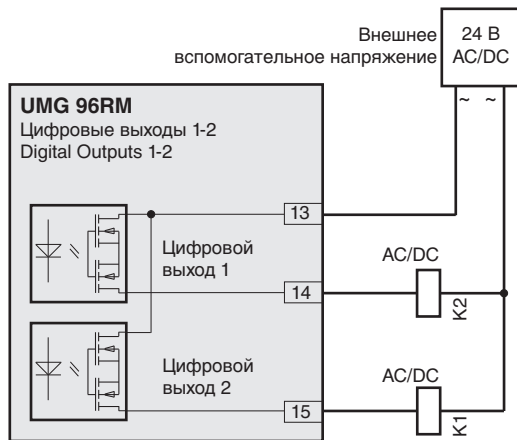 Внешнее
вспомогательное напряжение
24 В
AC/DC
~ ~
UMG 96RM
Цифровые выходы 1-2
Digital Outputs 1-2
13
Цифровой
выход 1
AC/DC
14
K2
Цифровой
выход 2
AC/DC
15
K1